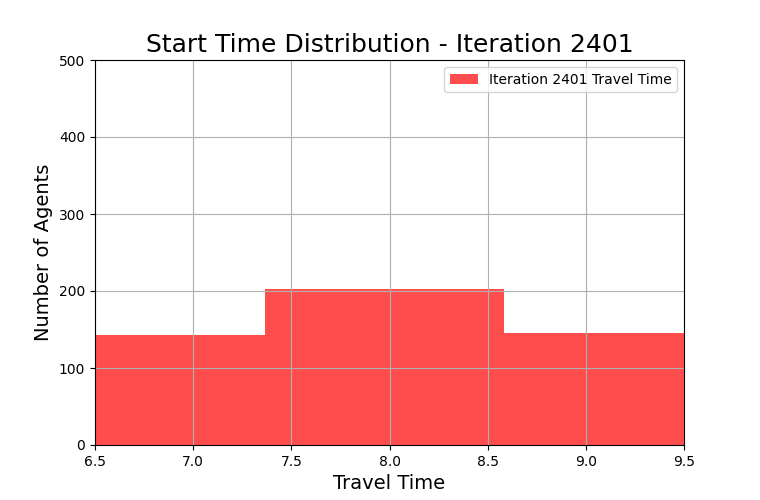 Start Time Distribution - Iteration 2401
Iteration 2401 Travel Time
Number of Agents
500
400
300
200
100
0
6.5 7.0 7.5 8.0 8.5 9.0 9.5
Travel Time